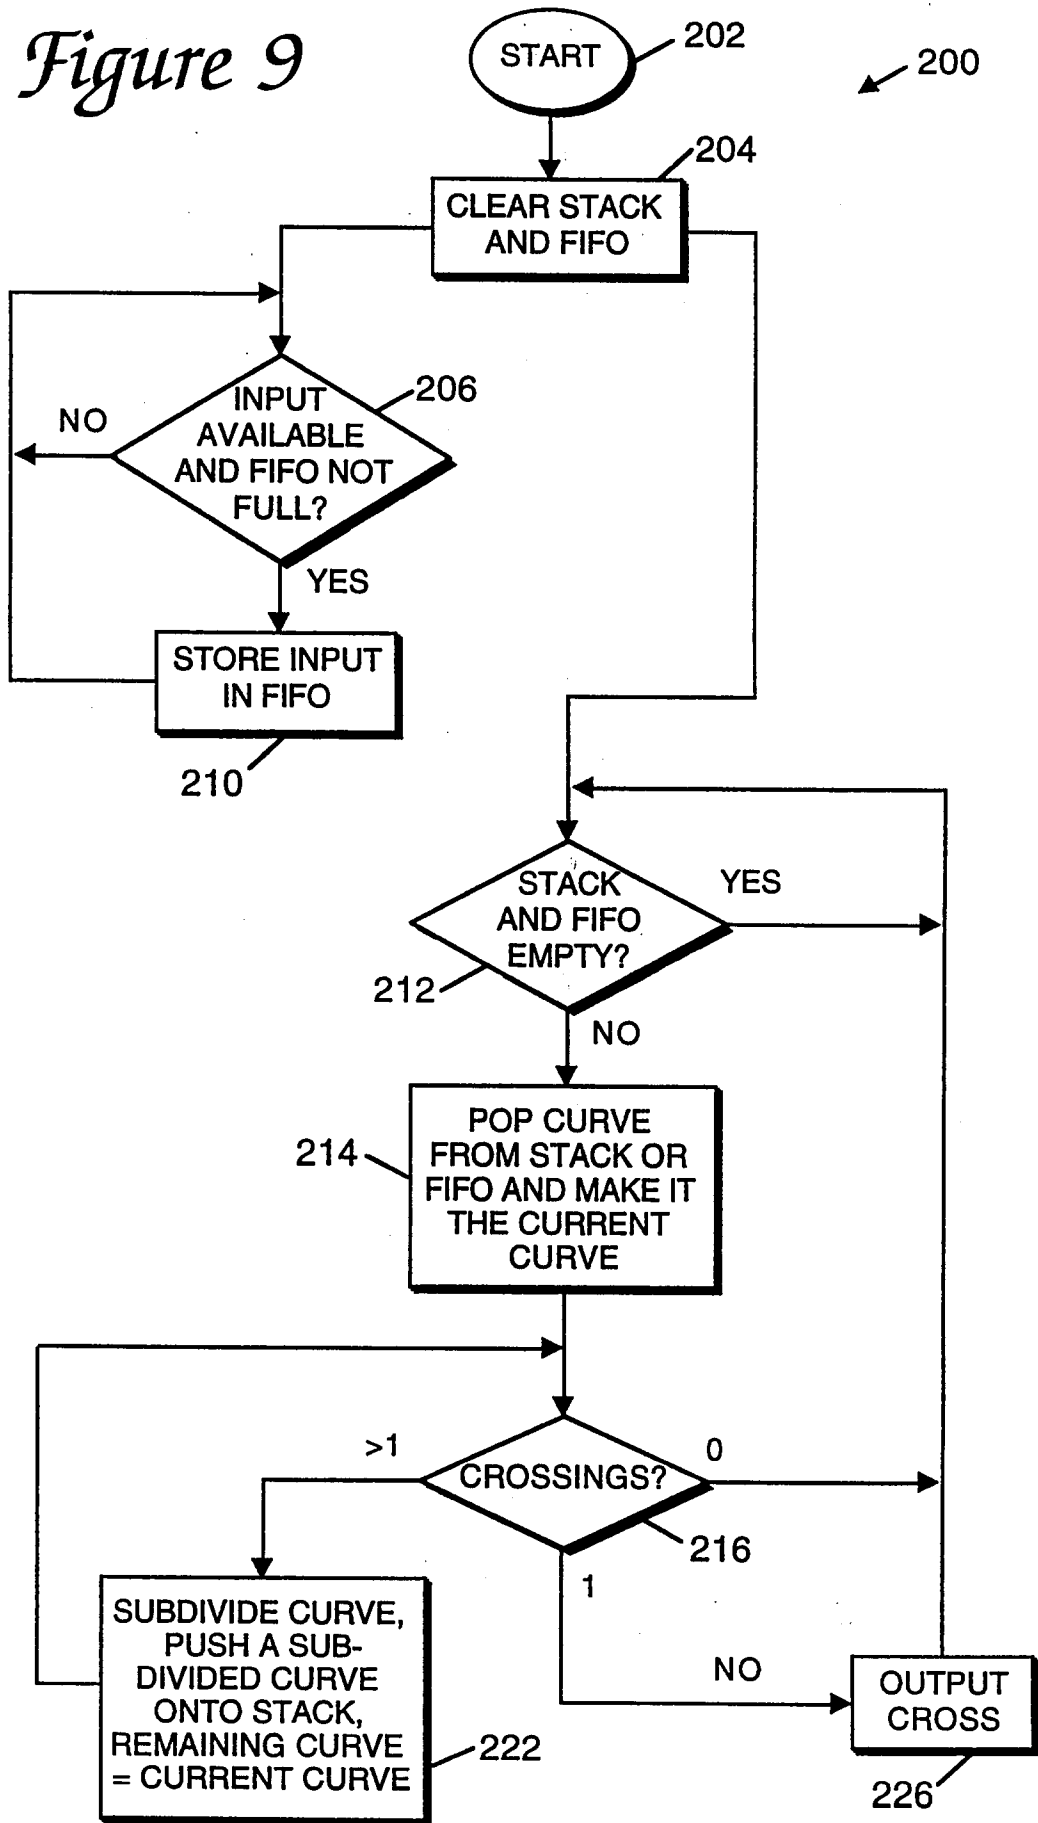 Figure 9
START
202
200
204
CLEAR STACK
AND FIFO
206
INPUT
AVAILABLE
AND FIFO NOT
FULL?
NO
YES
STORE INPUT
IN FIFO
210
STACK
AND FIFO
EMPTY?
YES
212
NO
POP CURVE
FROM STACK OR
FIFO AND MAKE IT
THE CURRENT
CURVE
214
>1
CROSSINGS?
0
216
1
SUBDIVIDE CURVE,
PUSH A SUB-
DIVIDED CURVE
ONTO STACK,
REMAINING CURVE
= CURRENT CURVE
222
NO
OUTPUT
CROSS
226